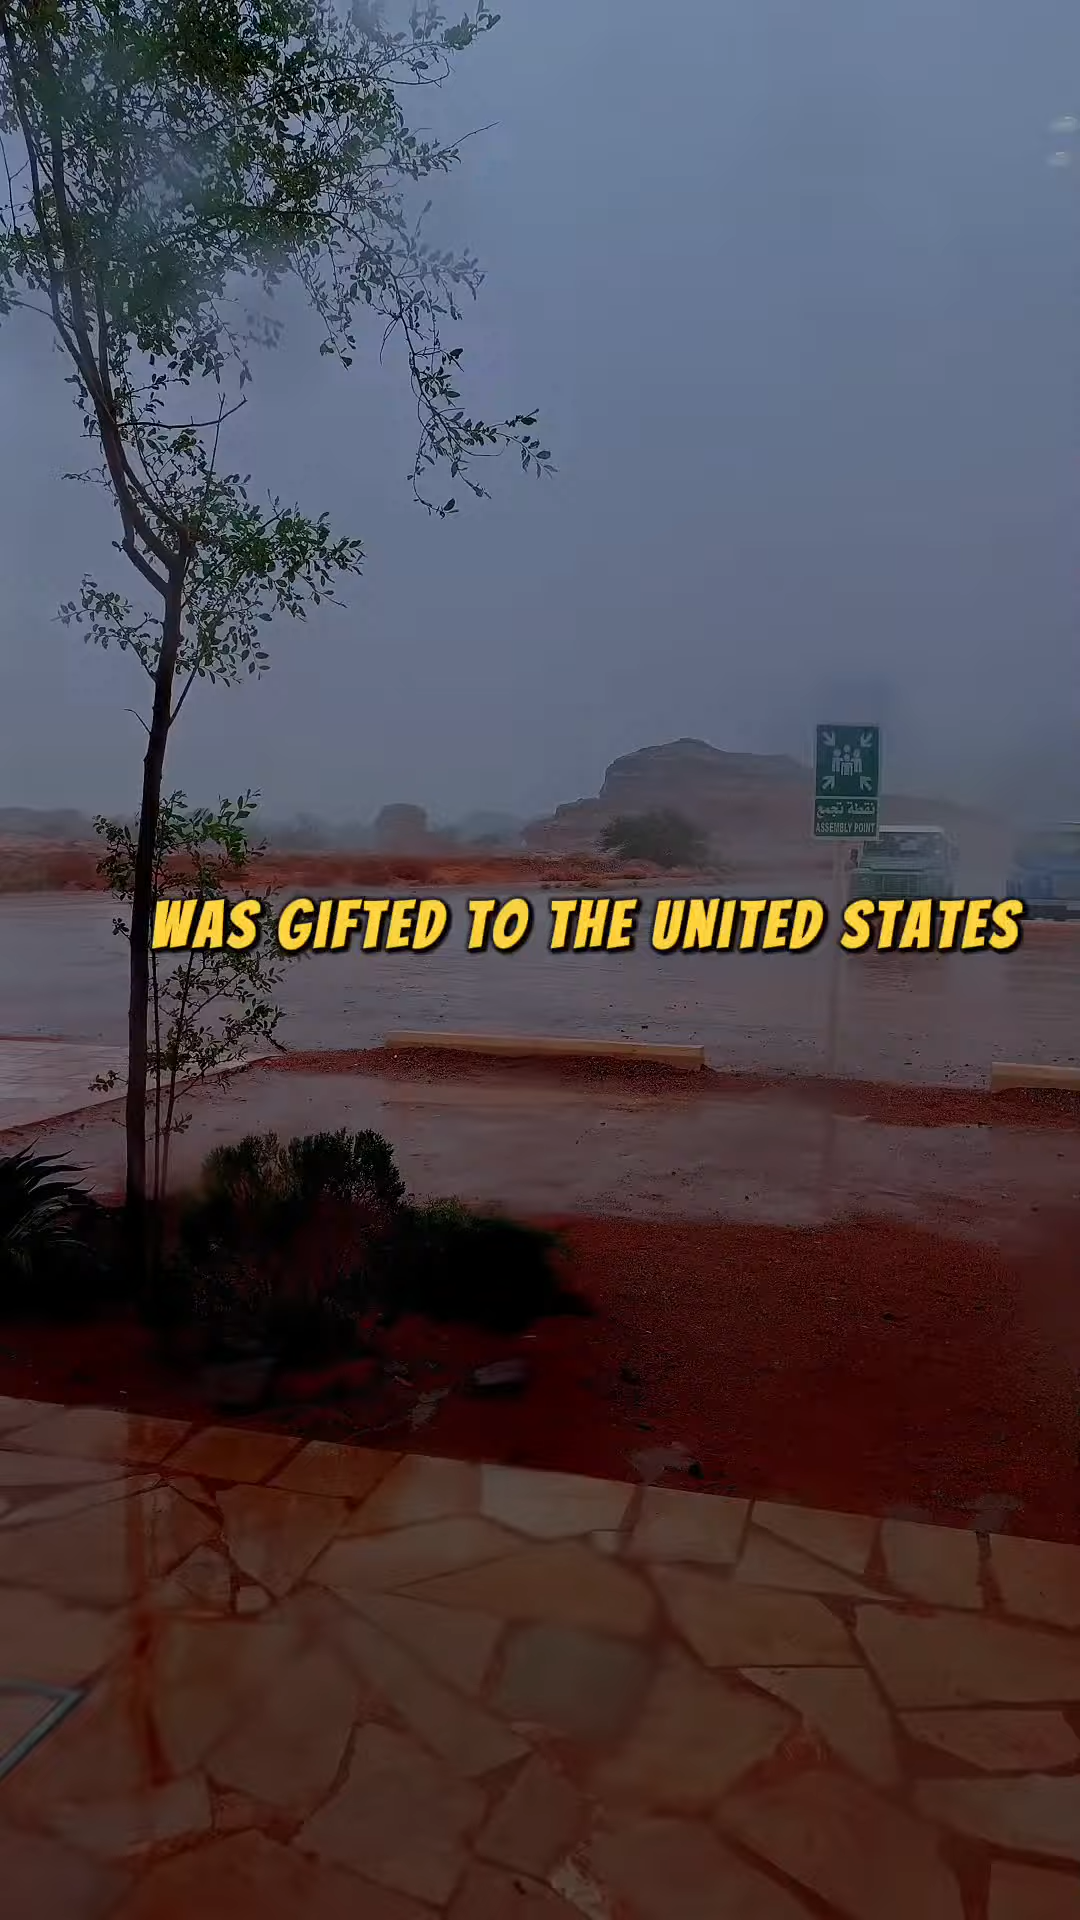 نقطة تجمع
ASSEMBLY POINT
WAS GIFTED TO THE UNITED STATES